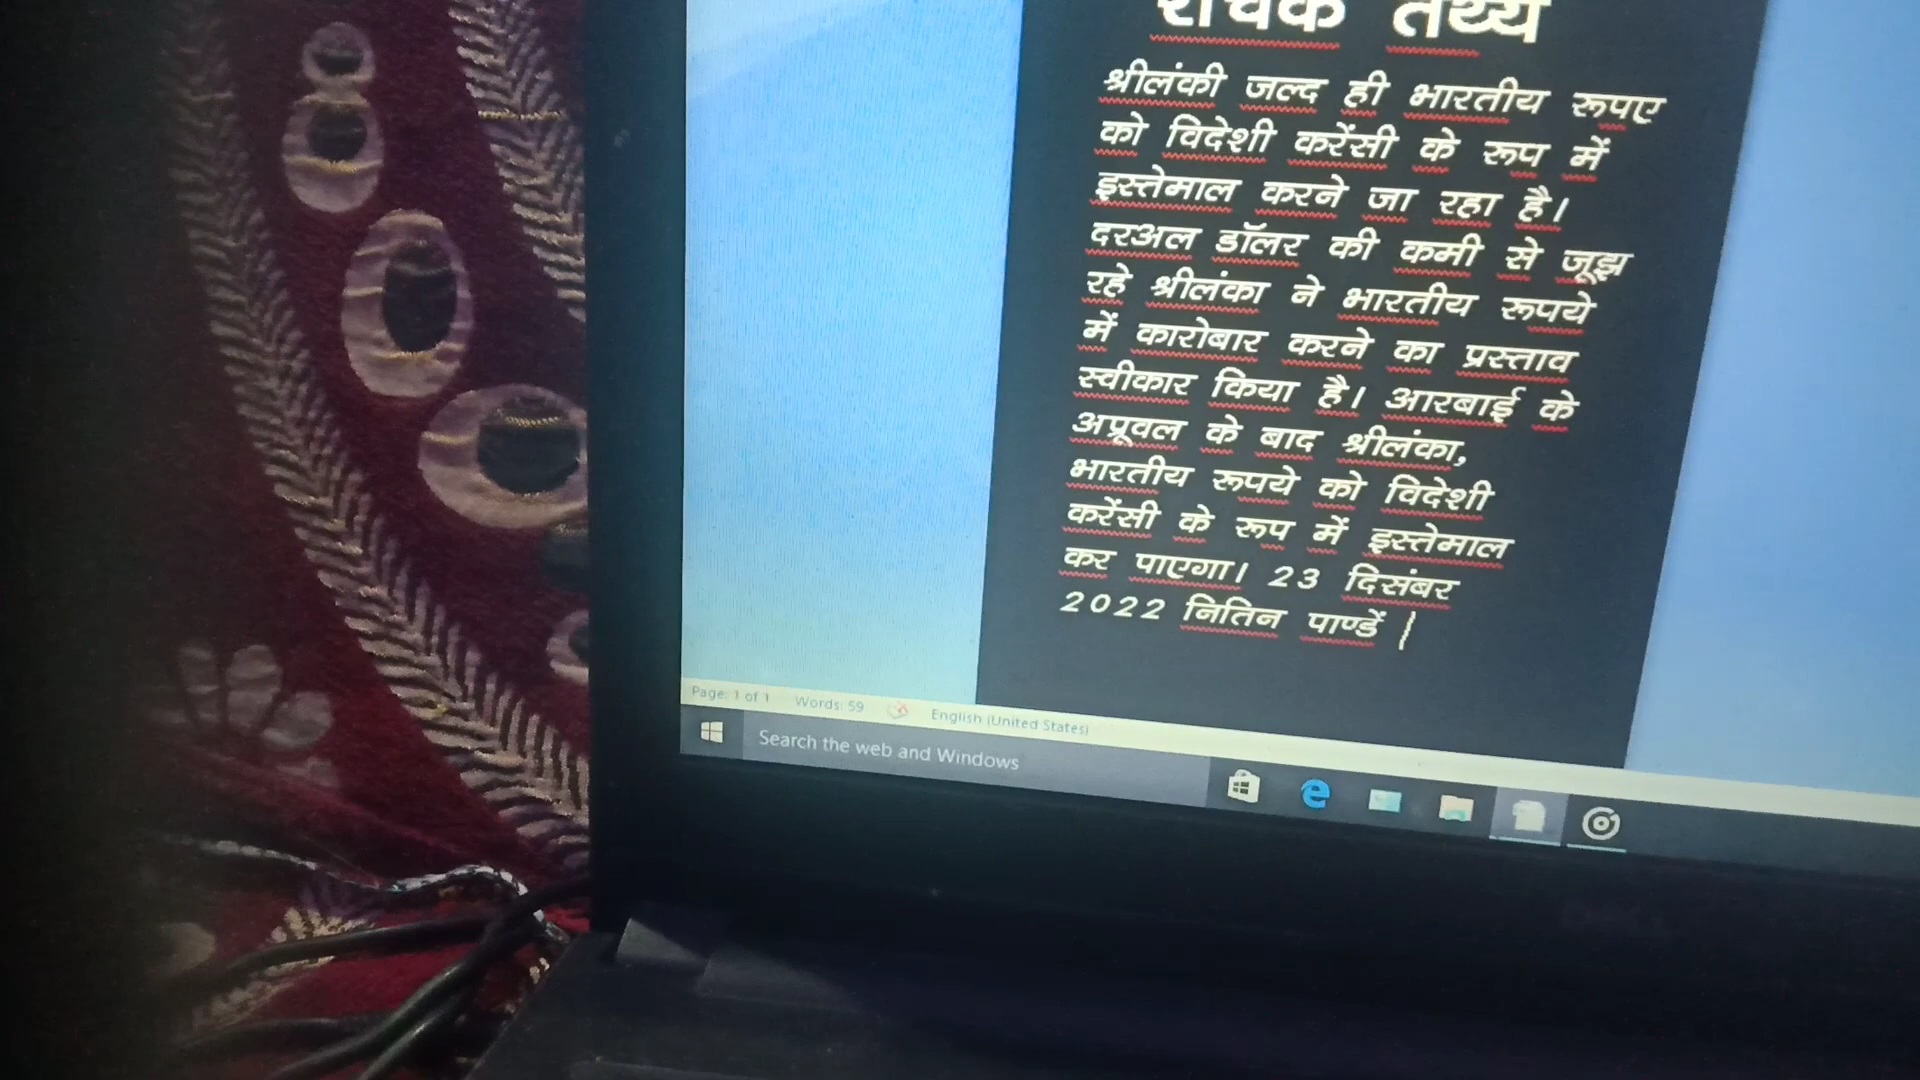 रोचक तथ्य
श्रीलंकी जल्द ही भारतीय रूपए
को विदेशी करेंसी के रूप में
इस्तेमाल करने जा रहा है।
दरअल डॉलर की कमी से जूझ
रहे श्रीलंका ने भारतीय रूपये
में कारोबार करने का प्रस्ताव
स्वीकार किया है। आरबाई के
अप्रूवल के बाद श्रीलंका,
भारतीय रूपये को विदेशी
करेंसी के रूप में इस्तेमाल
कर पाएगा। 23 दिसंबर
2022 नितिन पाण्डें
Page: 1 of 1 Words: 59 English (United States)
Search the web and Windows